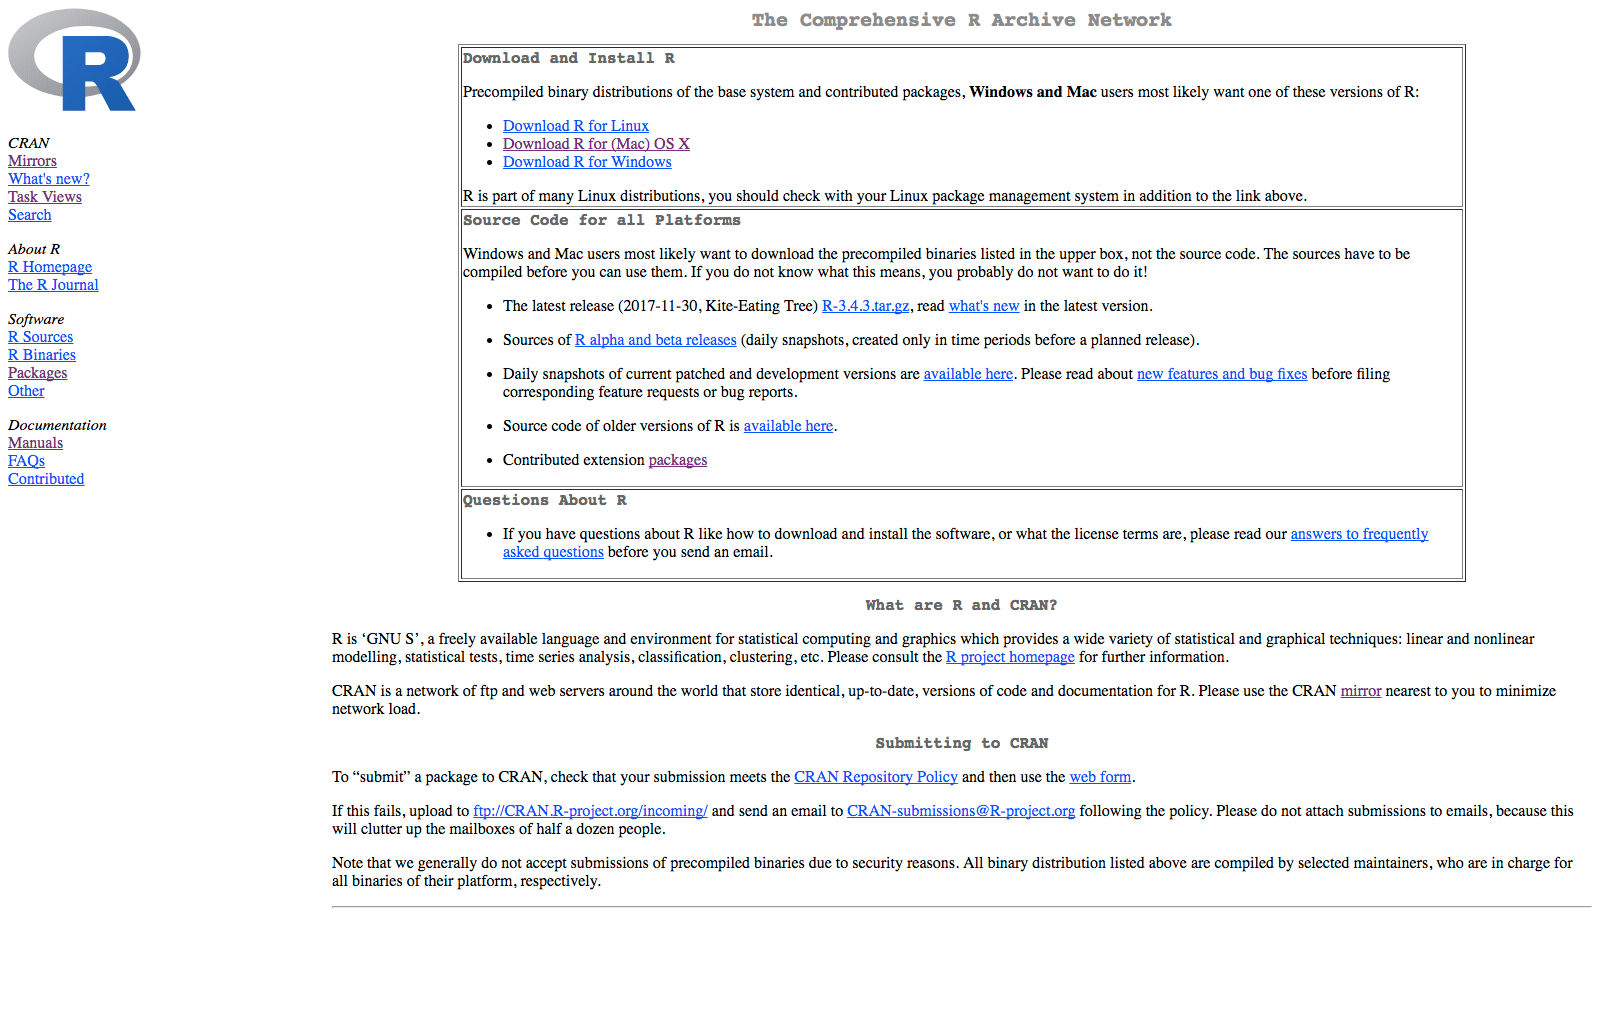 R
CRAN
Mirrors
What's new?
Task Views
Search
About R
R Homepage
The R Journal
Software
R Sources
R Binaries
Packages
Other
Documentation
Manuals
FAQs
Contributed
The Comprehensive R Archive Network
Download and Install R
Precompiled binary distributions of the base system and contributed packages, Windows and Mac users most likely want one of these versions of R:
• Download R for Linux
• Download R for (Mac) OS X
• Download R for Windows
R is part of many Linux distributions, you should check with your Linux package management system in addition to the link above.
Source Code for all Platforms
Windows and Mac users most likely want to download the precompiled binaries listed in the upper box, not the source code. The sources have to be
compiled before you can use them. If you do not know what this means, you probably do not want to do it!
• The latest release (2017-11-30, Kite-Eating Tree) R-3.4.3.tar.gz, read what's new in the latest version.
• Sources of R alpha and beta releases (daily snapshots, created only in time periods before a planned release).
• Daily snapshots of current patched and development versions are available here. Please read about new features and bug fixes before filing
corresponding feature requests or bug reports.
• Source code of older versions of R is available here.
• Contributed extension packages
Questions About R
• If you have questions about R like how to download and install the software, or what the license terms are, please read our answers to frequently
asked questions before you send an email.
What are R and CRAN?
R is ‘GNU S’, a freely available language and environment for statistical computing and graphics which provides a wide variety of statistical and graphical techniques: linear and nonlinear
modelling, statistical tests, time series analysis, classification, clustering, etc. Please consult the R project homepage for further information.
CRAN is a network of ftp and web servers around the world that store identical, up-to-date, versions of code and documentation for R. Please use the CRAN mirror nearest to you to minimize
network load.
Submitting to CRAN
To “submit” a package to CRAN, check that your submission meets the CRAN Repository Policy and then use the web form.
If this fails, upload to ftp://CRAN.R-project.org/incoming/ and send an email to CRAN-submissions@R-project.org following the policy. Please do not attach submissions to emails, because this
will clutter up the mailboxes of half a dozen people.
Note that we generally do not accept submissions of precompiled binaries due to security reasons. All binary distribution listed above are compiled by selected maintainers, who are in charge for
all binaries of their platform, respectively.